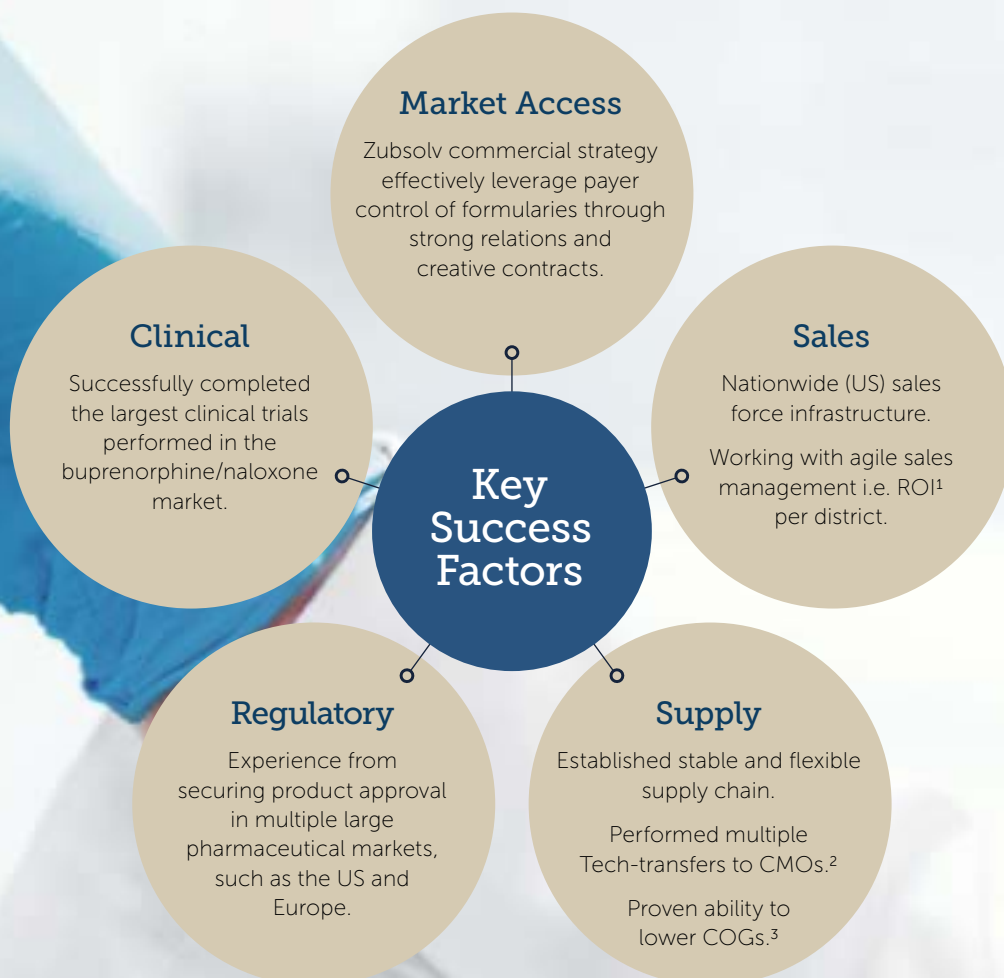 Market Access
Zubsolv commercial strategy
effectively leverage payer
control of formularies through
strong relations and
creative contracts.
Clinical
Successfully completed
the largest clinical trials
performed in the
buprenorphine/naloxone
market.
Sales
Nationwide (US) sales
force infrastructure.
Working with agile sales
management i.e. ROI¹
per district.
Key
Success
Factors
Regulatory
Experience from
securing product approval
in multiple large
pharmaceutical markets,
such as the US and
Europe.
Supply
Established stable and flexible
supply chain.
Performed multiple
Tech-transfers to CMOs.²
Proven ability to
lower COGs.³